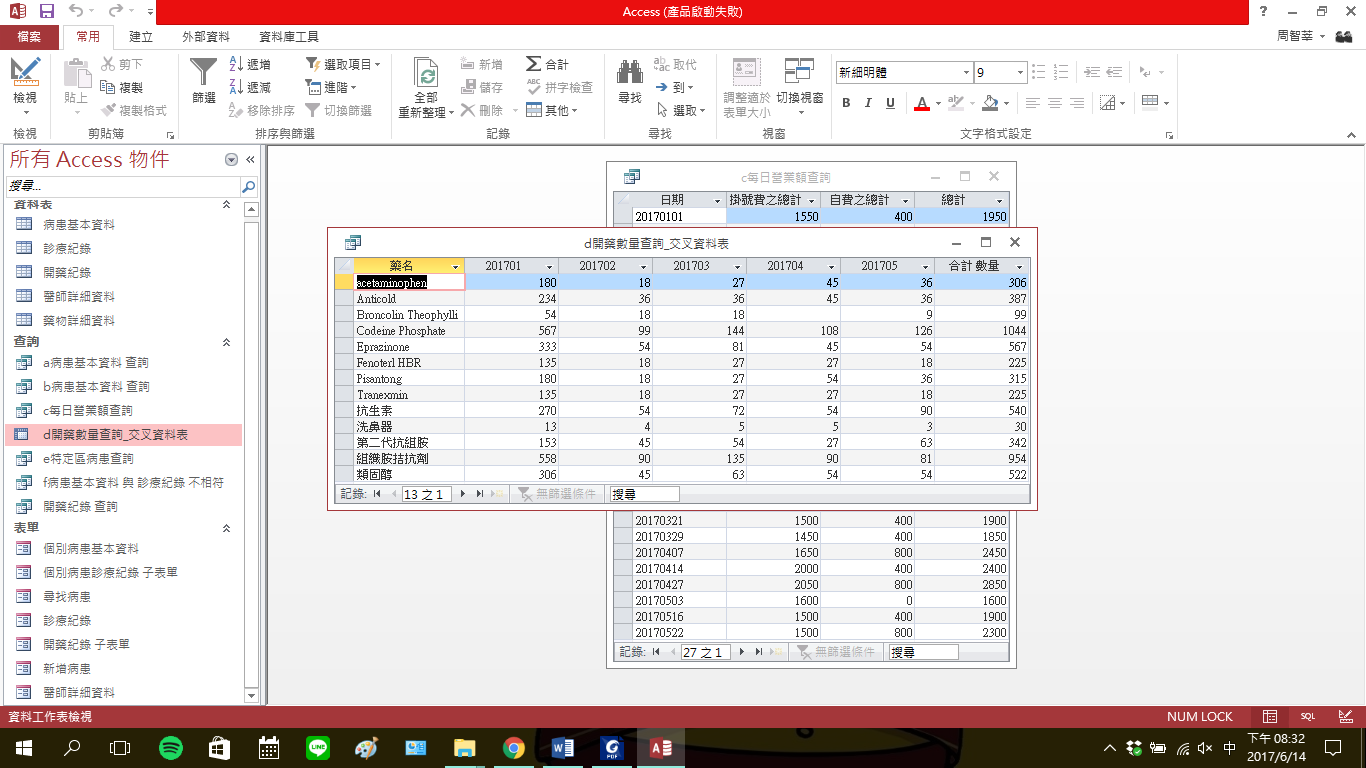 Access (產品啟動失敗)
檔案 常用 建立 外部資料 資料庫工具 周智莘
檢視 貼上 剪下 複製 複製格式 篩選 遞增 遞減 移除排序 選取項目 進階 切換篩選 全部重新整理 新增 儲存 刪除 合計 拼字檢查 其他 尋找 取代 到 選取 調整適於表單大小 切換視窗 新細明體 9
B I U A
檢視 剪貼簿 排序與篩選 記錄 尋找 視窗 文字格式設定
所有 Access 物件
搜尋...
資料表
病患基本資料
診療紀錄
開藥紀錄
醫師詳細資料
藥物詳細資料
查詢
a病患基本資料 查詢
b病患基本資料 查詢
c每日營業額查詢
d開藥數量查詢_交叉資料表
e特定區病患查詢
f病患基本資料 與 診療紀錄 不相符
開藥紀錄 查詢
表單
個別病患基本資料
個別病患診療紀錄 子表單
尋找病患
診療紀錄
開藥紀錄 子表單
新增病患
醫師詳細資料
c每日營業額查詢
日期 掛號費之總計 自費之總計 總計
20170101 1550 400 1950
d開藥數量查詢_交叉資料表
藥名 201701 201702 201703 201704 201705 合計 數量
acetaminophen 180 18 27 45 36 306
Anticold 234 36 36 45 36 387
Broncolin Theophylli 54 18 18 9 99
Codeine Phosphate 567 99 144 108 126 1044
Eprazinone 333 54 81 45 54 567
Fenoterl HBR 135 18 27 27 18 225
Pisantong 180 18 27 54 36 315
Tranexmin 135 18 27 27 18 225
抗生素 270 54 72 54 90 540
洗鼻器 13 4 5 5 3 30
第二代抗組胺 153 45 54 27 63 342
組織胺拮抗劑 558 90 135 90 81 954
類固醇 306 45 63 54 54 522
記錄: 13 之 1 無篩選條件 搜尋
20170321 1500 400 1900
20170329 1450 400 1850
20170407 1650 800 2450
20170414 2000 400 2400
20170427 2050 800 2850
20170503 1600 0 1600
20170516 1500 400 1900
20170522 1500 800 2300
記錄: 27 之 1 無篩選條件 搜尋
資料工作表檢視 NUM LOCK SQL
LINE PDF 中 下午 08:32
2017/6/14